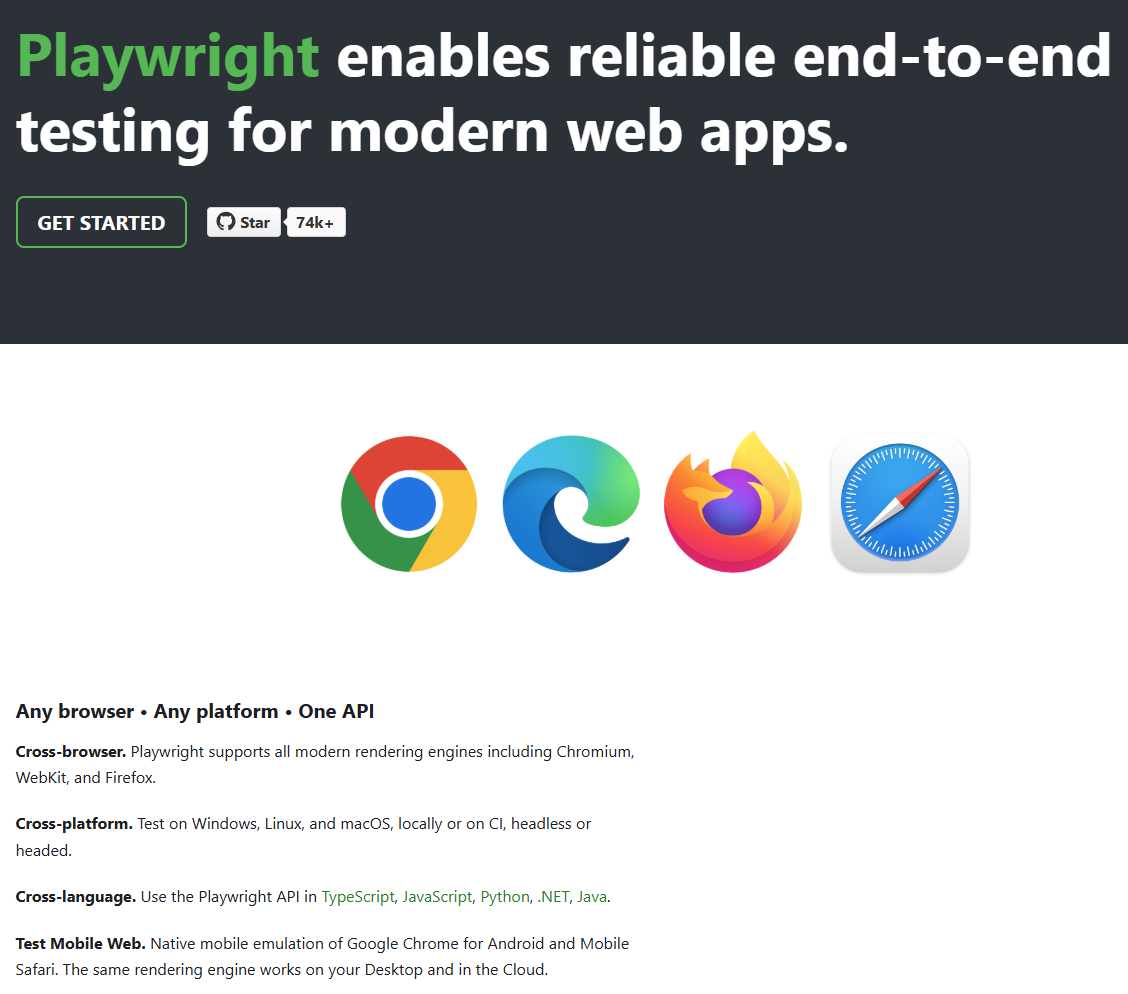 Playwright enables reliable end-to-end
testing for modern web apps.
GET STARTED
Star
74k+
Any browser • Any platform • One API
Cross-browser. Playwright supports all modern rendering engines including Chromium,
WebKit, and Firefox.
Cross-platform. Test on Windows, Linux, and macOS, locally or on CI, headless or
headed.
Cross-language. Use the Playwright API in TypeScript, JavaScript, Python, .NET, Java.
Test Mobile Web. Native mobile emulation of Google Chrome for Android and Mobile
Safari. The same rendering engine works on your Desktop and in the Cloud.